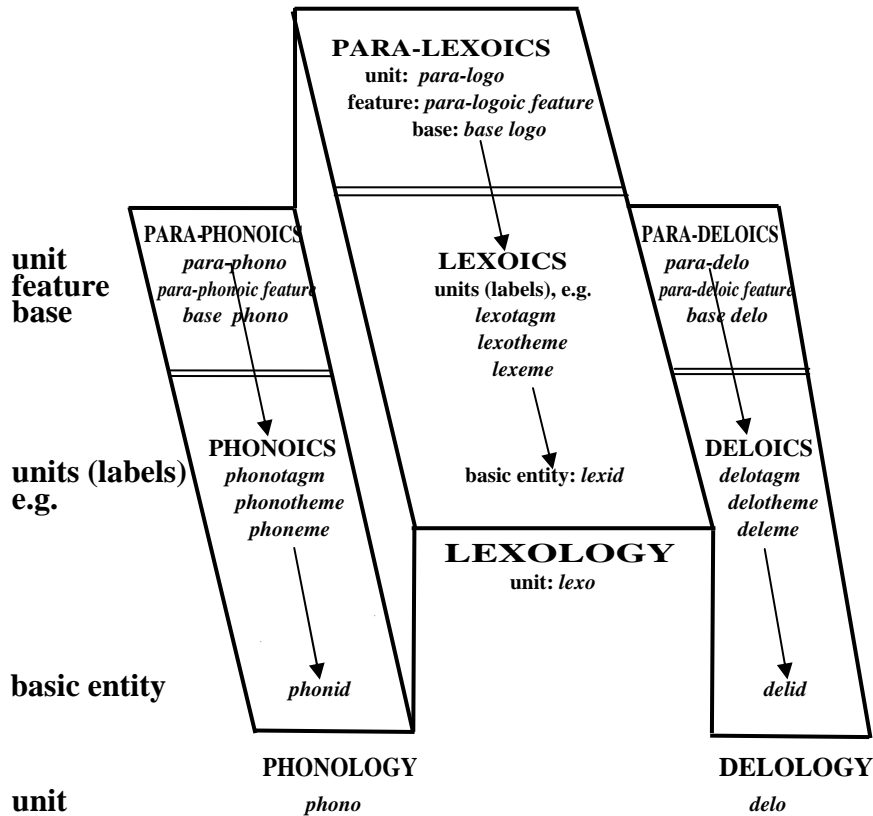 PARA-LEXOICS
unit: para-logo
feature: para-logoic feature
base: base logo
PARA-PHONOICS
para-phono
para-phonoic feature
base phono
unit
feature
base
LEXOICS
units (labels), e.g.
lexotagm
lexotheme
lexeme
basic entity: lexid
PARA-DELOICS
para-delo
para-deloic feature
base delo
units (labels)
e.g.
PHONOICS
phonotagm
phonotheme
phoneme
DELOICS
delotagm
delotheme
deleme
LEXOLOGY
unit: lexo
basic entity
phonid
delid
PHONOLOGY
DELOLOGY
unit
phono
delo